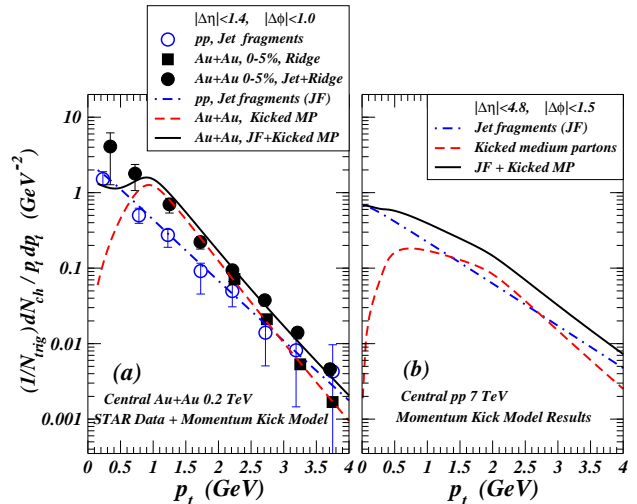 |Δη|<1.4, |Δϕ|<1.0
pp, Jet fragments
Au+Au, 0-5%, Ridge
Au+Au 0-5%, Jet+Ridge
pp, Jet fragments (JF)
Au+Au, Kicked MP
Au+Au, JF+Kicked MP
|Δη|<4.8, |Δϕ|<1.5
Jet fragments (JF)
Kicked medium partons
JF + Kicked MP
(1/N_trig) dN_ch / p_t dp_t (GeV^-2)
10
1
0.1
0.01
0.001
(a)
Central Au+Au 0.2 TeV
STAR Data + Momentum Kick Model
(b)
Central pp 7 TeV
Momentum Kick Model Results
0 0.5 1 1.5 2 2.5 3 3.5 4
0 0.5 1 1.5 2 2.5 3 3.5 4
p_t (GeV)
p_t (GeV)